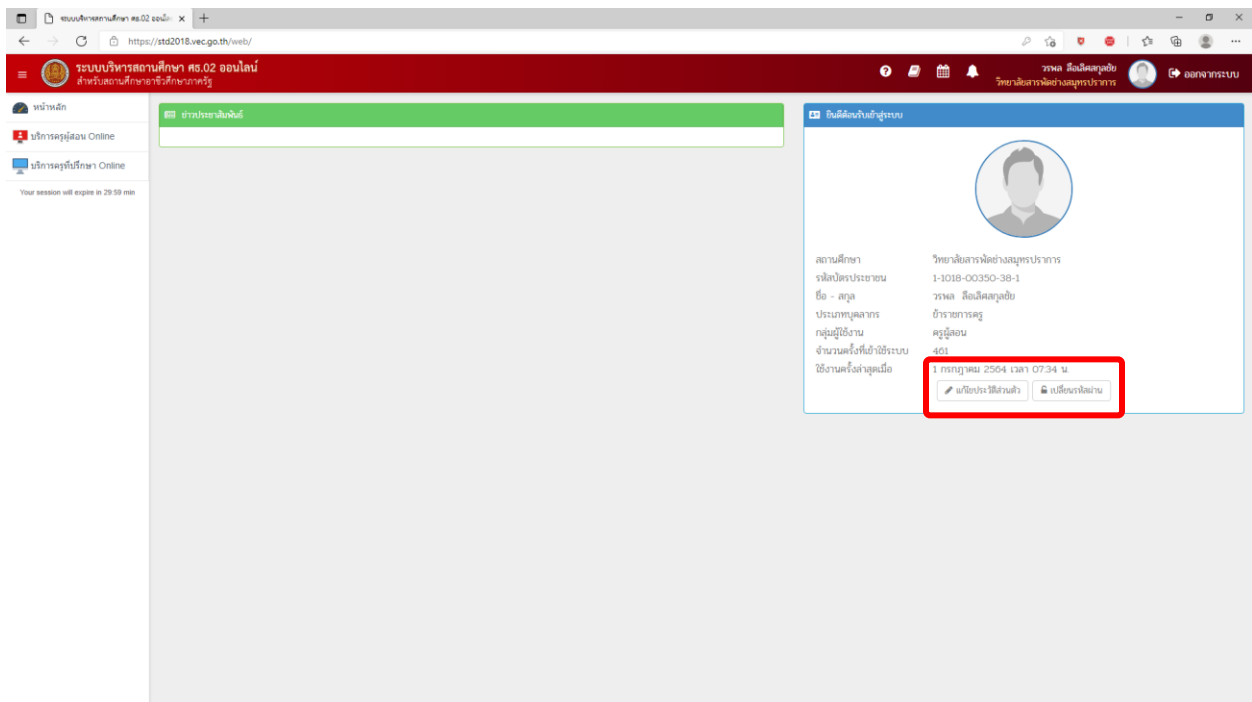 ระบบบริหารสถานศึกษา ศธ.02 ออนไล
https://std2018.vec.go.th/web/
ระบบบริหารสถานศึกษา ศธ.02 ออนไลน์
สำหรับสถานศึกษาอาชีวศึกษาภาครัฐ
วรพล ลือเลิศสกุลชัย
วิทยาลัยสารพัดช่างสมุทรปราการ
ออกจากระบบ
หน้าหลัก
บริการครูผู้สอน Online
บริการครูที่ปรึกษา Online
Your session will expire in 29:59 min
ข่าวประชาสัมพันธ์
ยินดีต้อนรับเข้าสู่ระบบ
สถานศึกษา วิทยาลัยสารพัดช่างสมุทรปราการ
รหัสบัตรประชาชน 1-1018-00350-38-1
ชื่อ - สกุล วรพล ลือเลิศสกุลชัย
ประเภทบุคลากร ข้าราชการครู
กลุ่มผู้ใช้งาน ครูผู้สอน
จำนวนครั้งที่เข้าใช้ระบบ 461
ใช้งานครั้งล่าสุดเมื่อ 1 กรกฎาคม 2564 เวลา 07:34 น.
แก้ไขประวัติส่วนตัว เปลี่ยนรหัสผ่าน